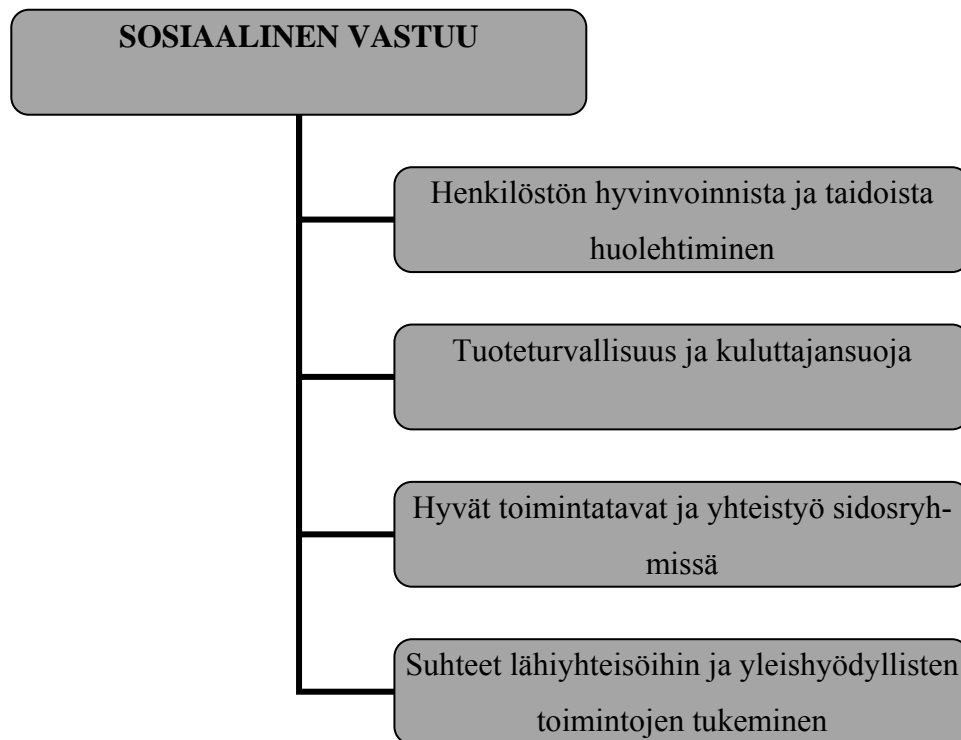 SOSIAALINEN VASTUU
Henkilöstön hyvinvoinnista ja taidoista
huolehtiminen
Tuoteturvallisuus ja kuluttajansuoja
Hyvät toimintatavat ja yhteistyö sidosryh-
missä
Suhteet lähiyhteisöihin ja yleishyödyllisten
toimintojen tukeminen